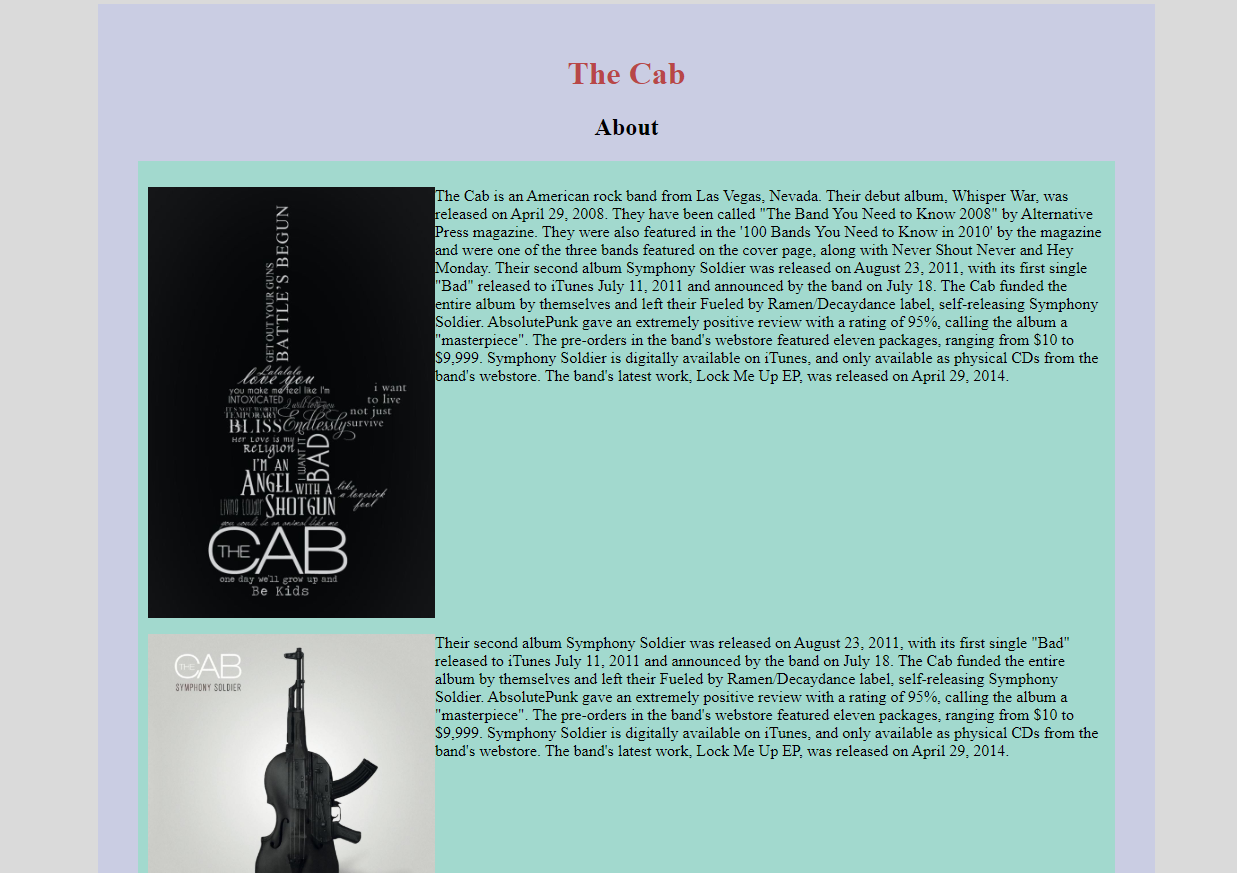 The Cab
About
GET OUT YOUR GUNS
BATTLE'S BEGUN
Lalalala
love you
you make me feel like I'm
INTOXICATED
I will love you
IT'S NOT WORTH
TEMPORARY
BLISS
Endlessly
i want
to live
not just
survive
Her Love is my
RELIGION
I WANT IT
BAD
I'M AN
ANGEL
WITH A
SHOTGUN
like
a lovesick
fool
LIVING LOUDER
you would be an animal like me
THE CAB
one day we'll grow up and
Be Kids
The Cab is an American rock band from Las Vegas, Nevada. Their debut album, Whisper War, was
released on April 29, 2008. They have been called "The Band You Need to Know 2008" by Alternative
Press magazine. They were also featured in the '100 Bands You Need to Know in 2010' by the magazine
and were one of the three bands featured on the cover page, along with Never Shout Never and Hey
Monday. Their second album Symphony Soldier was released on August 23, 2011, with its first single
"Bad" released to iTunes July 11, 2011 and announced by the band on July 18. The Cab funded the
entire album by themselves and left their Fueled by Ramen/Decaydance label, self-releasing Symphony
Soldier. AbsolutePunk gave an extremely positive review with a rating of 95%, calling the album a
"masterpiece". The pre-orders in the band's webstore featured eleven packages, ranging from $10 to
$9,999. Symphony Soldier is digitally available on iTunes, and only available as physical CDs from the
band's webstore. The band's latest work, Lock Me Up EP, was released on April 29, 2014.
THE CAB
SYMPHONY SOLDIER
Their second album Symphony Soldier was released on August 23, 2011, with its first single "Bad"
released to iTunes July 11, 2011 and announced by the band on July 18. The Cab funded the entire
album by themselves and left their Fueled by Ramen/Decaydance label, self-releasing Symphony
Soldier. AbsolutePunk gave an extremely positive review with a rating of 95%, calling the album a
"masterpiece". The pre-orders in the band's webstore featured eleven packages, ranging from $10 to
$9,999. Symphony Soldier is digitally available on iTunes, and only available as physical CDs from the
band's webstore. The band's latest work, Lock Me Up EP, was released on April 29, 2014.